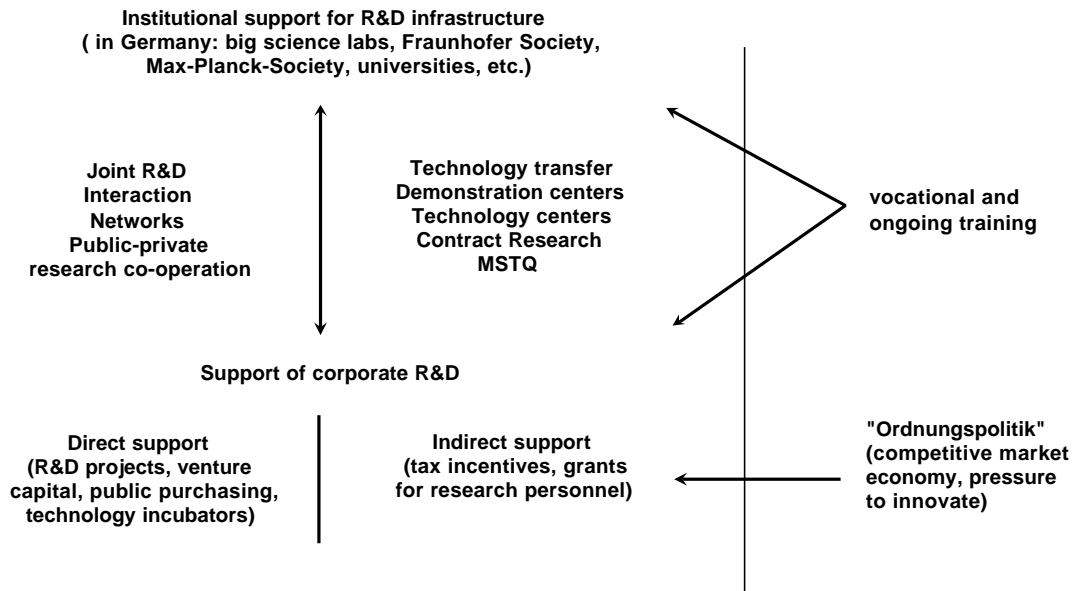 Institutional support for R&D infrastructure
( in Germany: big science labs, Fraunhofer Society,
Max-Planck-Society, universities, etc.)
Joint R&D
Interaction
Networks
Public-private
research co-operation
Technology transfer
Demonstration centers
Technology centers
Contract Research
MSTQ
vocational and
ongoing training
Support of corporate R&D
Direct support
(R&D projects, venture
capital, public purchasing,
technology incubators)
Indirect support
(tax incentives, grants
for research personnel)
"Ordnungspolitik"
(competitive market
economy, pressure
to innovate)